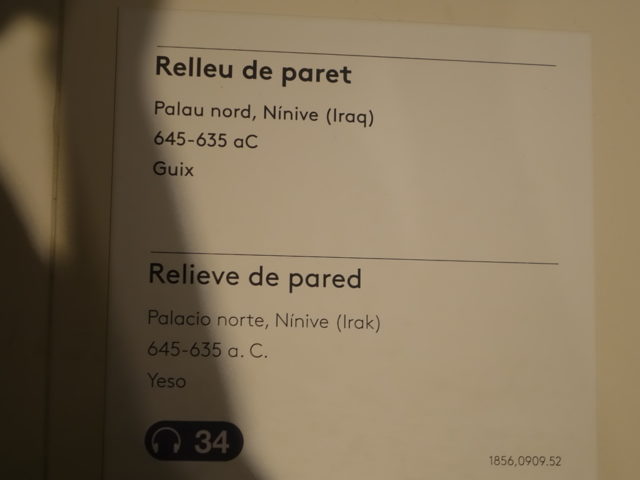 Relleu de paret
Palau nord, Nínive (Iraq)
645-635 aC
Guix
Relieve de pared
Palacio norte, Nínive (Irak)
645-635 a. C.
Yeso
34
1856,0909.52